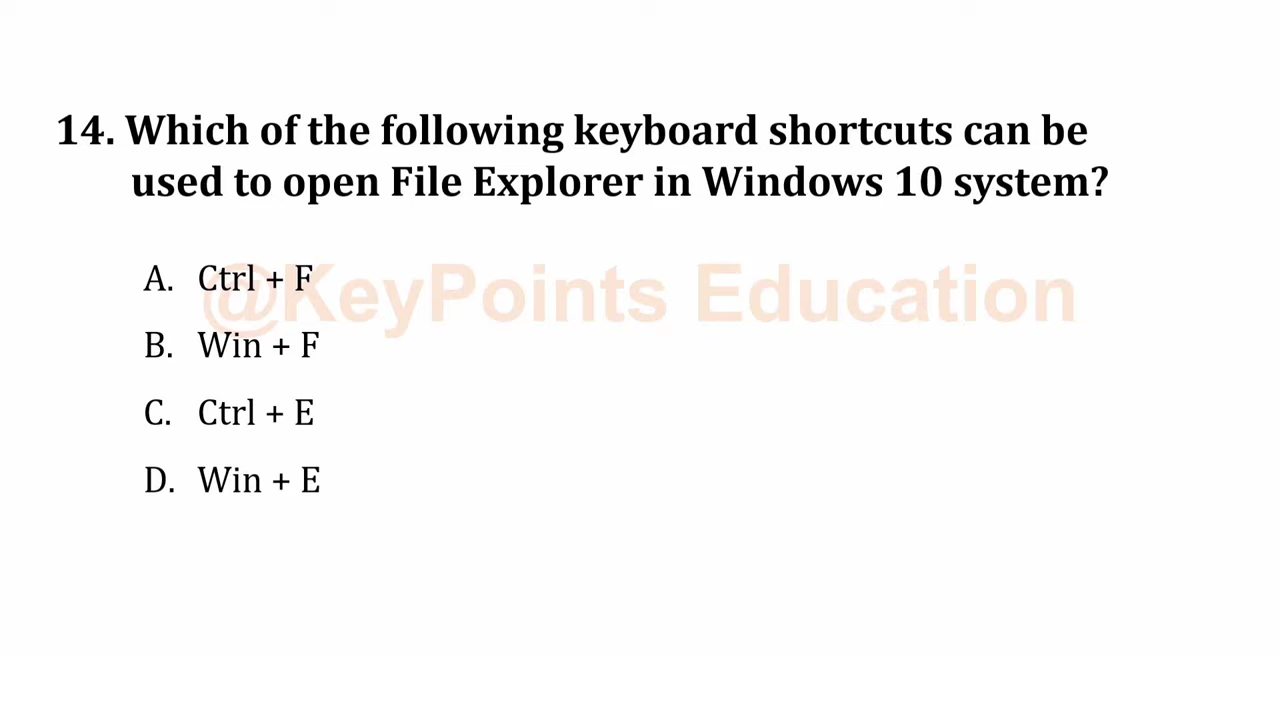 14. Which of the following keyboard shortcuts can be
used to open File Explorer in Windows 10 system?
@KeyPoints Education
A. Ctrl + F
B. Win + F
C. Ctrl + E
D. Win + E